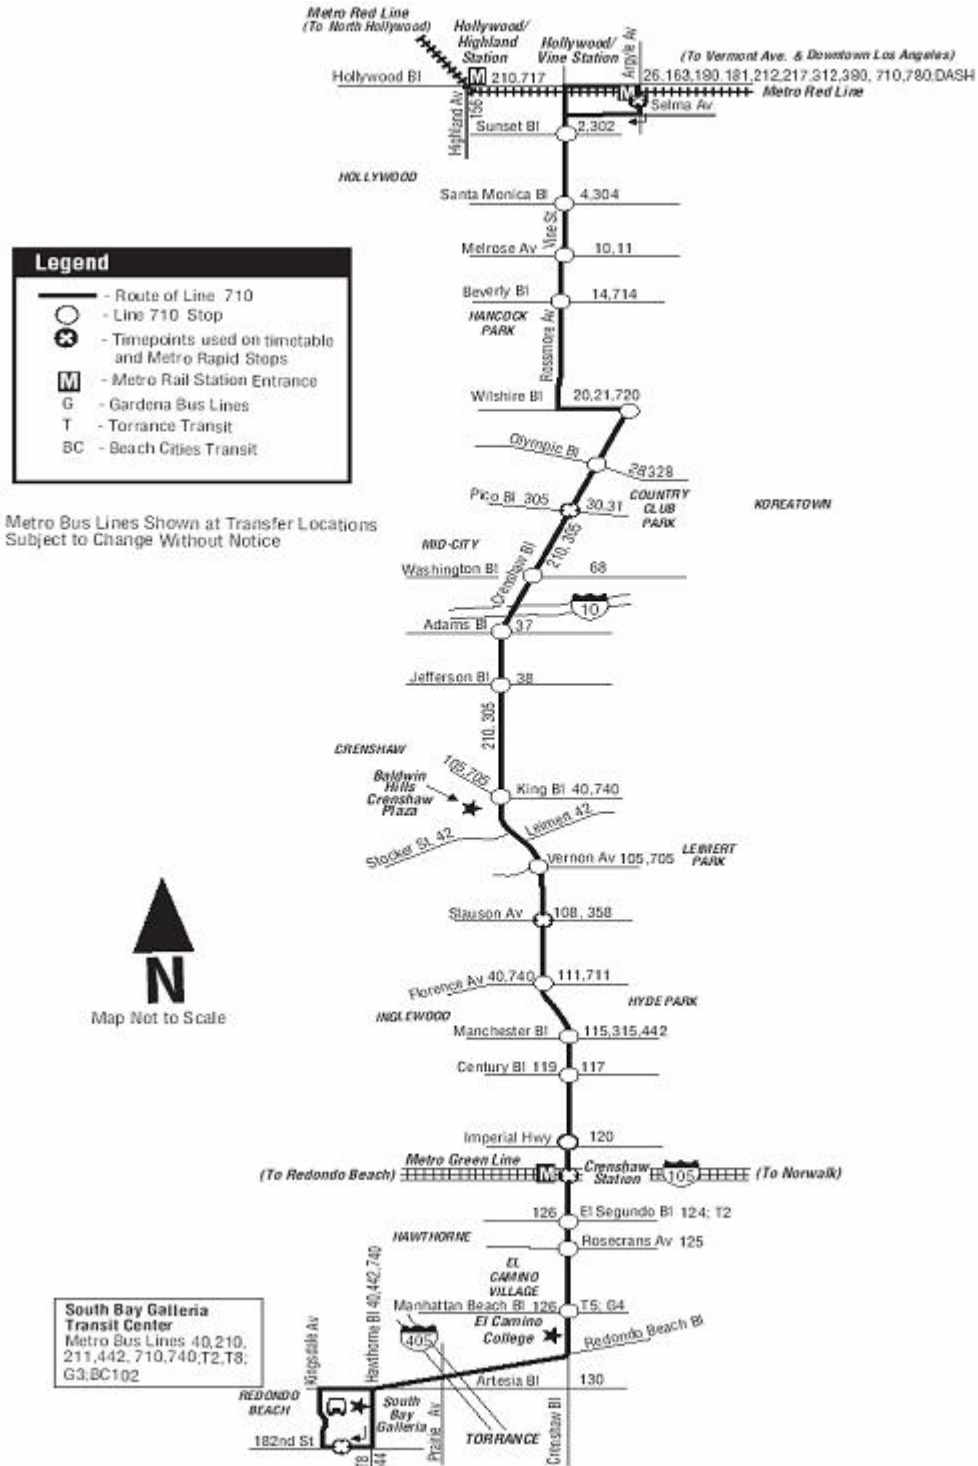 Metro Red Line
(To North Hollywood)
Hollywood/
Highland
Station
Hollywood/
Vine Station
Argyle Av
(To Vermont Ave. & Downtown Los Angeles)
Hollywood Bl
M
210,717
26,163,180,181,212,217,312,380, 710,780;DASH
M
Metro Red Line
Highland Av
156
Selma Av
Sunset Bl
2,302
HOLLYWOOD
Santa Monica Bl
4,304
Vine St
Melrose Av
10,11
Beverly Bl
14,714
HANCOCK
PARK
Rossmore Av
Legend
- Route of Line 710
- Line 710 Stop
- Timepoints used on timetable
and Metro Rapid Stops
M - Metro Rail Station Entrance
G - Gardena Bus Lines
T - Torrance Transit
BC - Beach Cities Transit
Metro Bus Lines Shown at Transfer Locations
Subject to Change Without Notice
Wilshire Bl
20,21,720
Olympic Bl
28,328
Pico Bl 305
30,31
COUNTRY
CLUB
PARK
KOREATOWN
MID-CITY
Crenshaw Bl
210, 305
Washington Bl
68
10
Adams Bl
37
Jefferson Bl
38
210, 305
CRENSHAW
105,705
Baldwin
Hills
Crenshaw
Plaza
King Bl 40,740
Leimert 42
Stocker St. 42
Vernon Av 105,705
LEIMERT
PARK
Slauson Av
108, 358
N
Map Not to Scale
Florence Av 40,740
111,711
INGLEWOOD
HYDE PARK
Manchester Bl
115,315,442
Century Bl 119
117
Imperial Hwy
120
(To Redondo Beach)
Metro Green Line
M
Crenshaw
Station
105
(To Norwalk)
126
El Segundo Bl 124; T2
HAWTHORNE
Rosecrans Av 125
EL
CAMINO
VILLAGE
Manhattan Beach Bl 126
T5; G4
El Camino
College
Redondo Beach Bl
405
Hawthorne Bl 40,442,740
Kingsdale Av
South Bay Galleria
Transit Center
Metro Bus Lines 40,210,
211,442, 710,740;T2,T8;
G3;BC102
Artesia Bl
130
REDONDO
BEACH
South
Bay
Galleria
Prairie Av
TORRANCE
Crenshaw Bl
182nd St
44